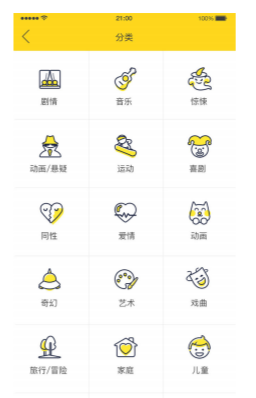 21:00 100%
分类
剧情 音乐 惊悚
动画/悬疑 运动 喜剧
同性 爱情 动画
奇幻 艺术 戏曲
旅行/冒险 家庭 儿童